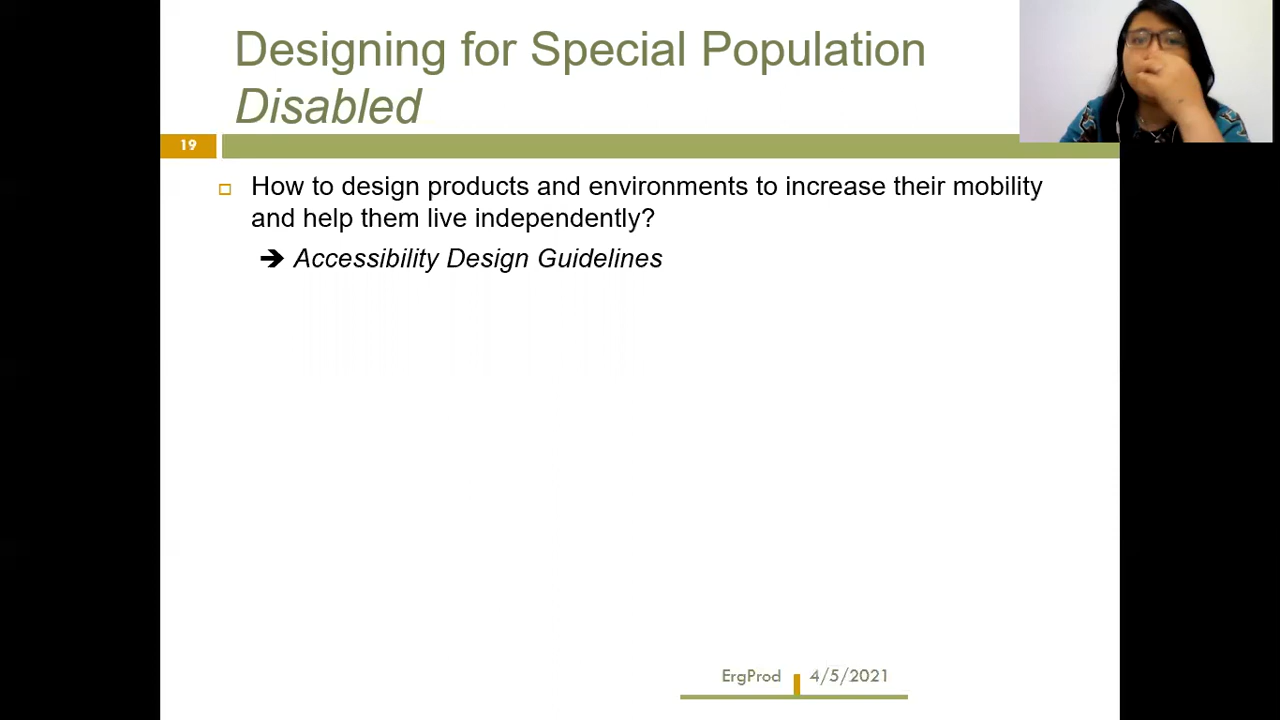 Designing for Special Population
Disabled
19
How to design products and environments to increase their mobility
and help them live independently?
➔ Accessibility Design Guidelines
ErgProd 4/5/2021